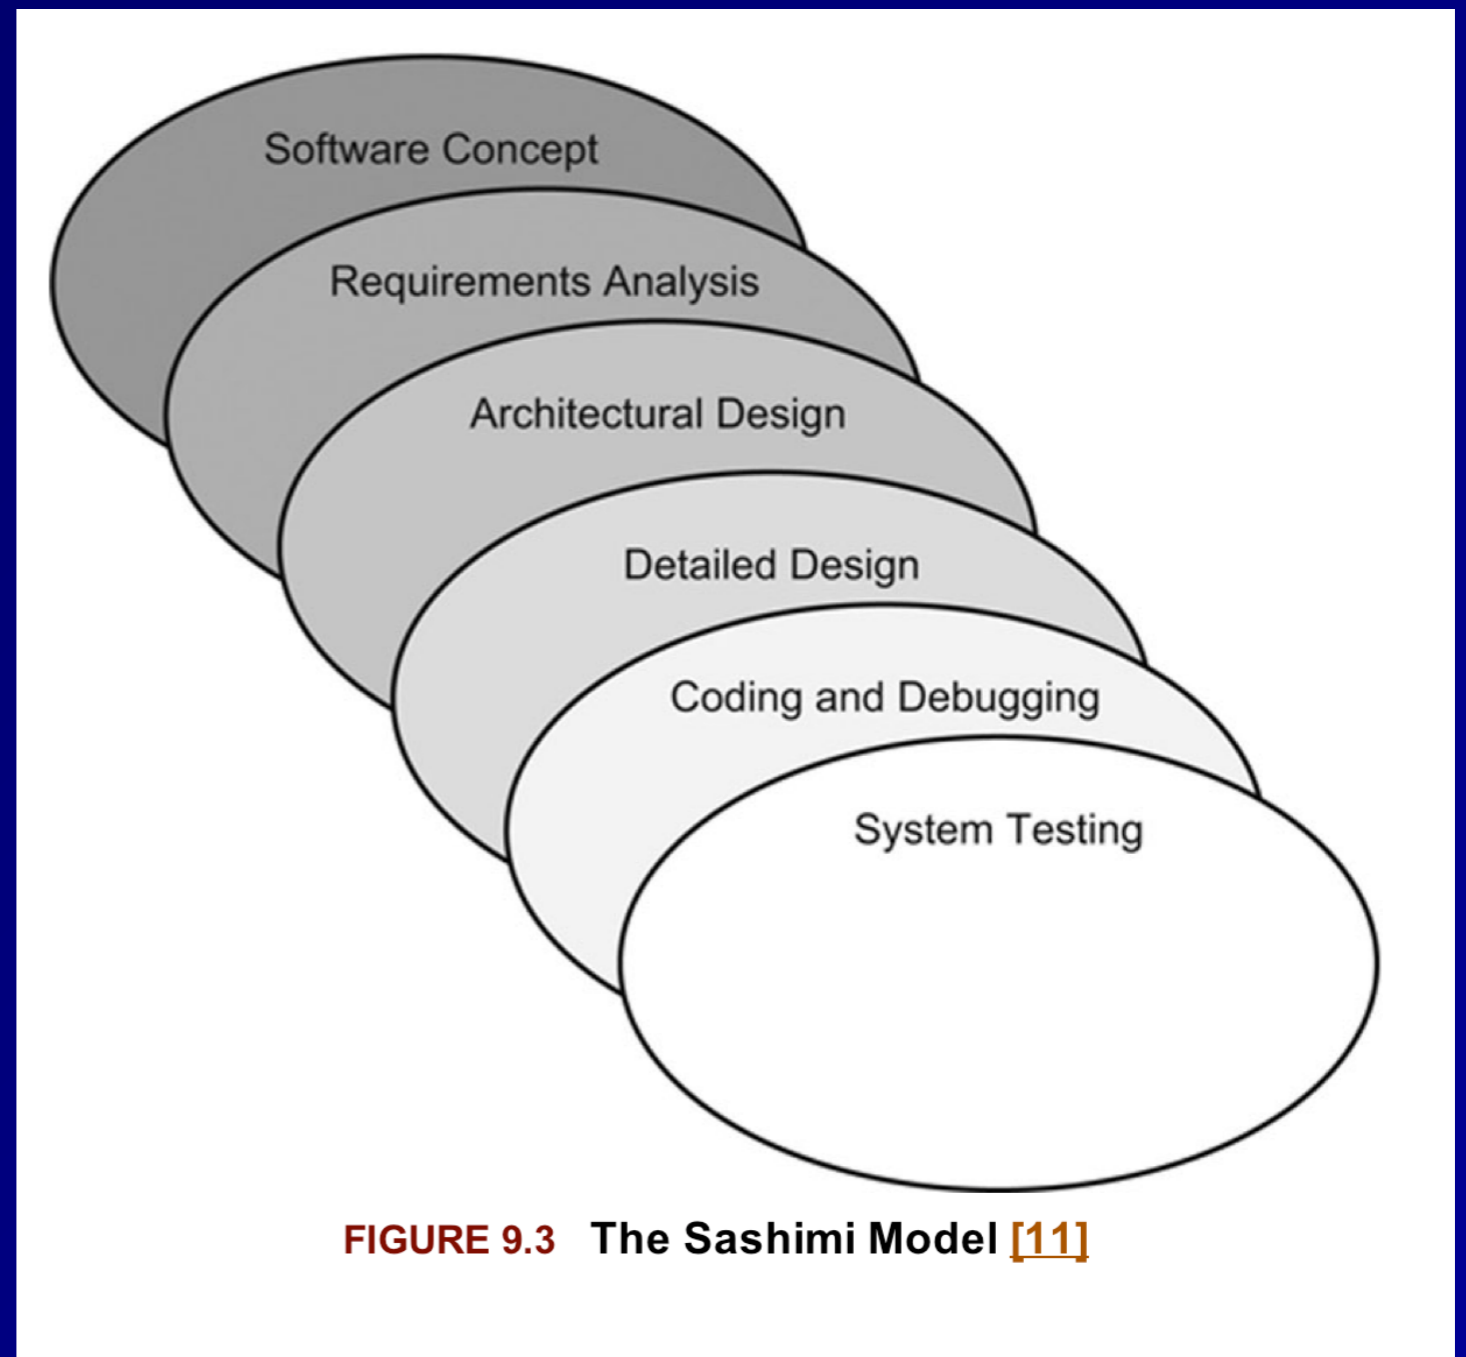 Software Concept
Requirements Analysis
Architectural Design
Detailed Design
Coding and Debugging
System Testing
FIGURE 9.3 The Sashimi Model [11]